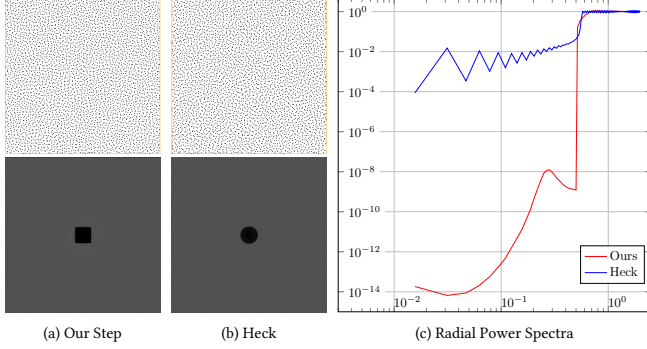 10^0
10^−2
10^−4
10^−6
10^−8
10^−10
10^−12
10^−14
10^−2
10^−1
10^0
Ours
Heck
(a) Our Step
(b) Heck
(c) Radial Power Spectra